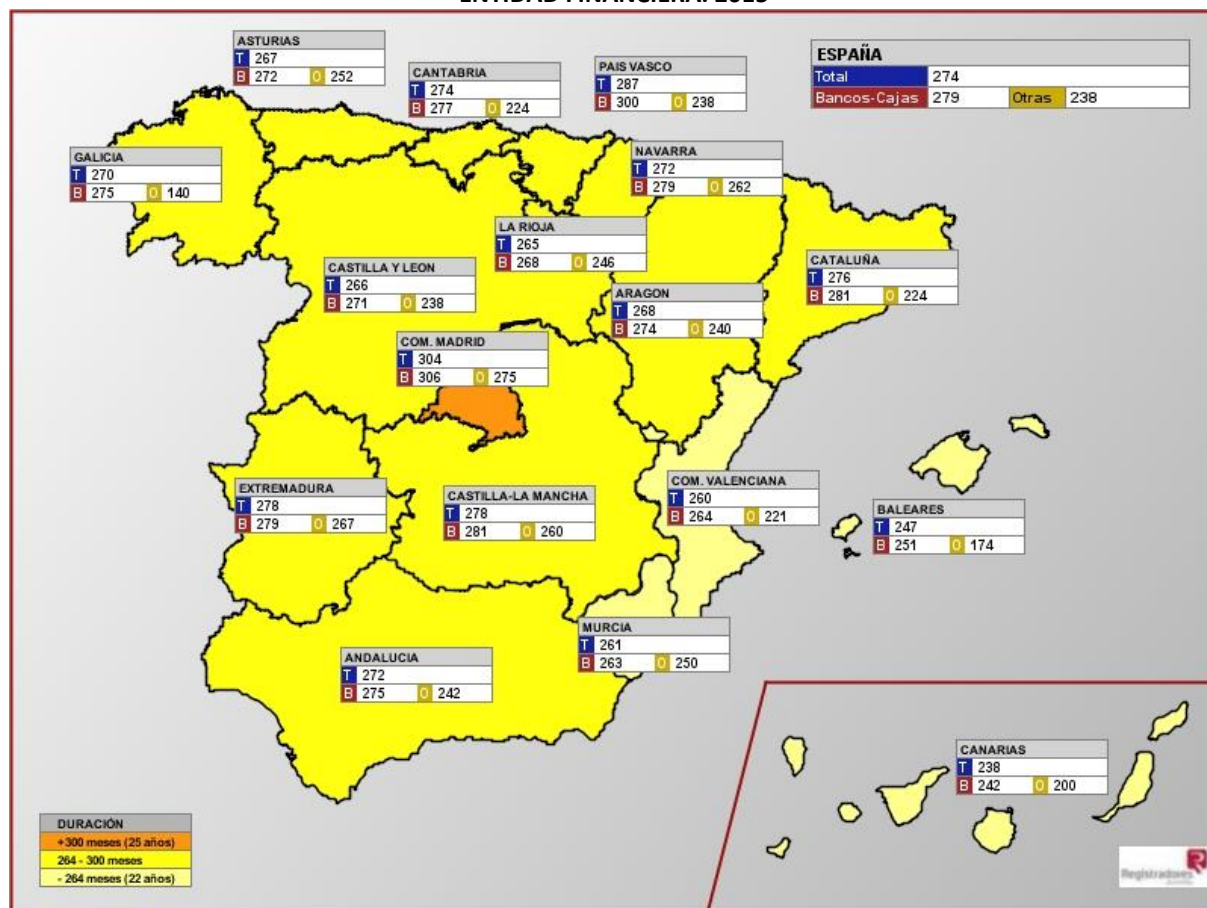 ENTIDAD FINANCIERA. 2015
ASTURIAS
T 267
B 272 O 252
CANTABRIA
T 274
B 277 O 224
PAIS VASCO
T 287
B 300 O 238
ESPAÑA
Total 274
Bancos-Cajas 279 Otras 238
GALICIA
T 270
B 275 O 140
NAVARRA
T 272
B 279 O 262
LA RIOJA
T 265
B 268 O 246
CASTILLA Y LEON
T 266
B 271 O 238
CATALUÑA
T 276
B 281 O 224
ARAGON
T 268
B 274 O 240
COM. MADRID
T 304
B 306 O 275
EXTREMADURA
T 278
B 279 O 267
CASTILLA-LA MANCHA
T 278
B 281 O 260
COM. VALENCIANA
T 260
B 264 O 221
BALEARES
T 247
B 251 O 174
MURCIA
T 261
B 263 O 250
ANDALUCIA
T 272
B 275 O 242
CANARIAS
T 238
B 242 O 200
DURACIÓN
+300 meses (25 años)
264 - 300 meses
- 264 meses (22 años)
Registradores